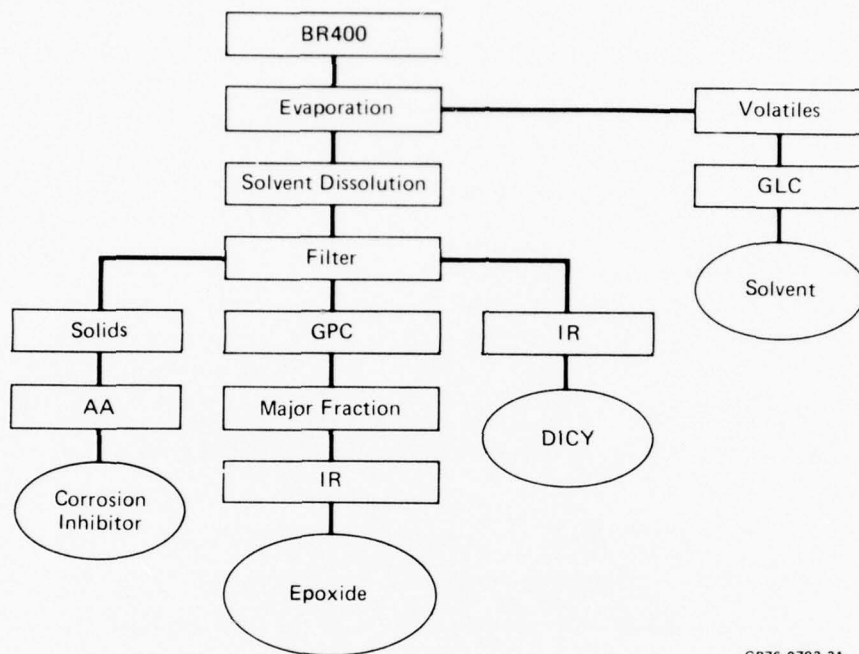 BR400
Evaporation
Volatiles
Solvent Dissolution
GLC
Filter
Solvent
Solids
GPC
IR
AA
Major Fraction
DICY
Corrosion
Inhibitor
IR
Epoxide